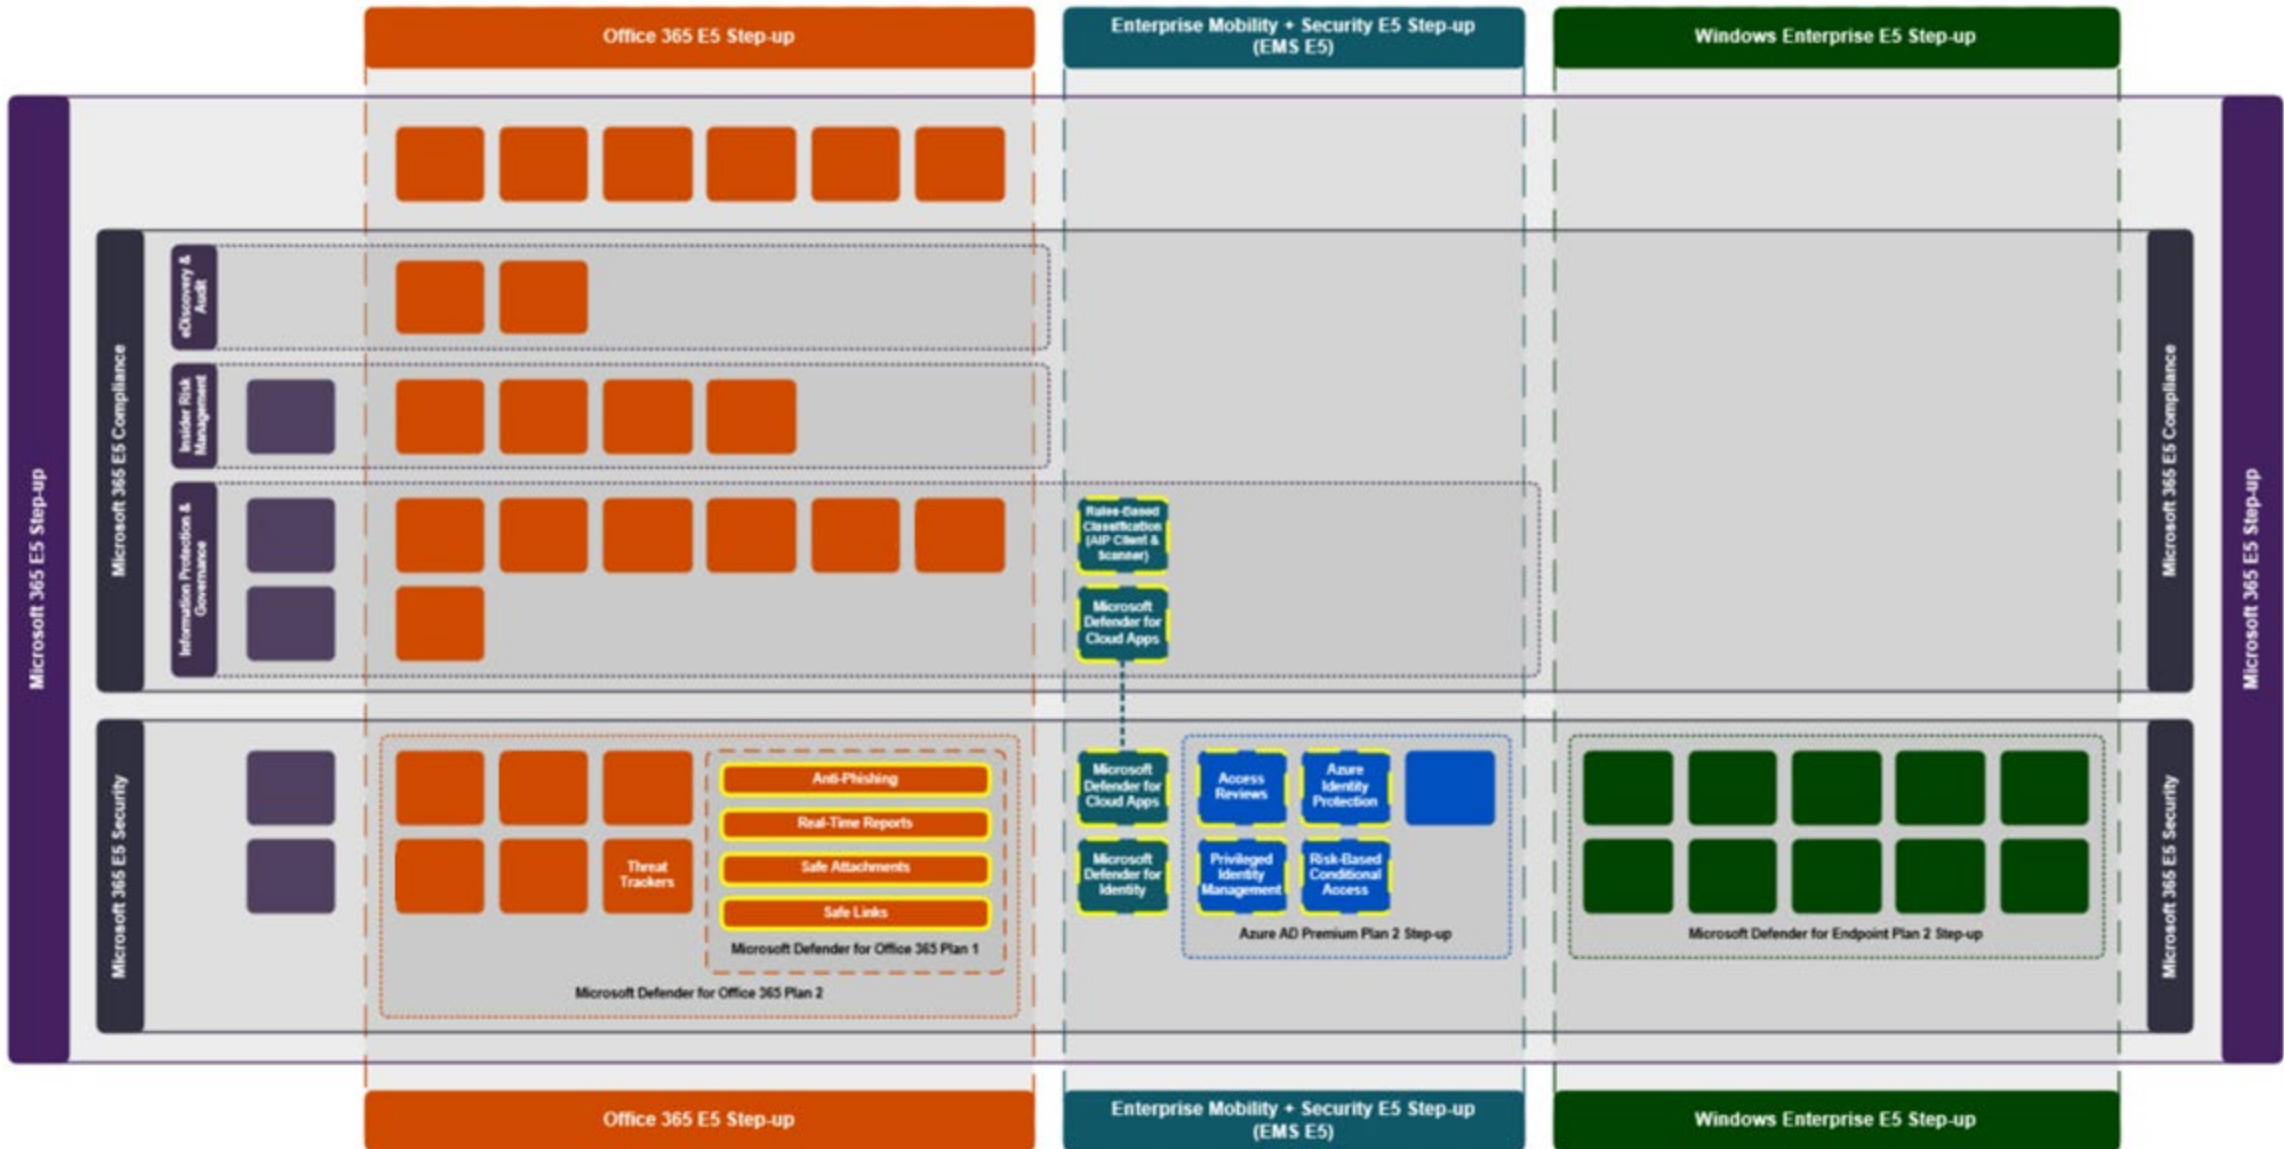 Office 365 E5 Step-up
Enterprise Mobility + Security E5 Step-up
(EMS E5)
Windows Enterprise E5 Step-up
Microsoft 365 E5 Step-up
Microsoft 365 E5 Compliance
eDiscovery &
Audit
Insider Risk
Management
Information Protection &
Governance
Rules-Based
Classification
(AIP Client &
Scanner)
Microsoft
Defender for
Cloud Apps
Microsoft 365 E5 Compliance
Microsoft 365 E5 Step-up
Microsoft 365 E5 Security
Threat
Trackers
Anti-Phishing
Real-Time Reports
Safe Attachments
Safe Links
Microsoft Defender for Office 365 Plan 1
Microsoft Defender for Office 365 Plan 2
Microsoft
Defender for
Cloud Apps
Access
Reviews
Azure
Identity
Protection
Microsoft
Defender for
Identity
Privileged
Identity
Management
Risk-Based
Conditional
Access
Azure AD Premium Plan 2 Step-up
Microsoft Defender for Endpoint Plan 2 Step-up
Microsoft 365 E5 Security
Office 365 E5 Step-up
Enterprise Mobility + Security E5 Step-up
(EMS E5)
Windows Enterprise E5 Step-up